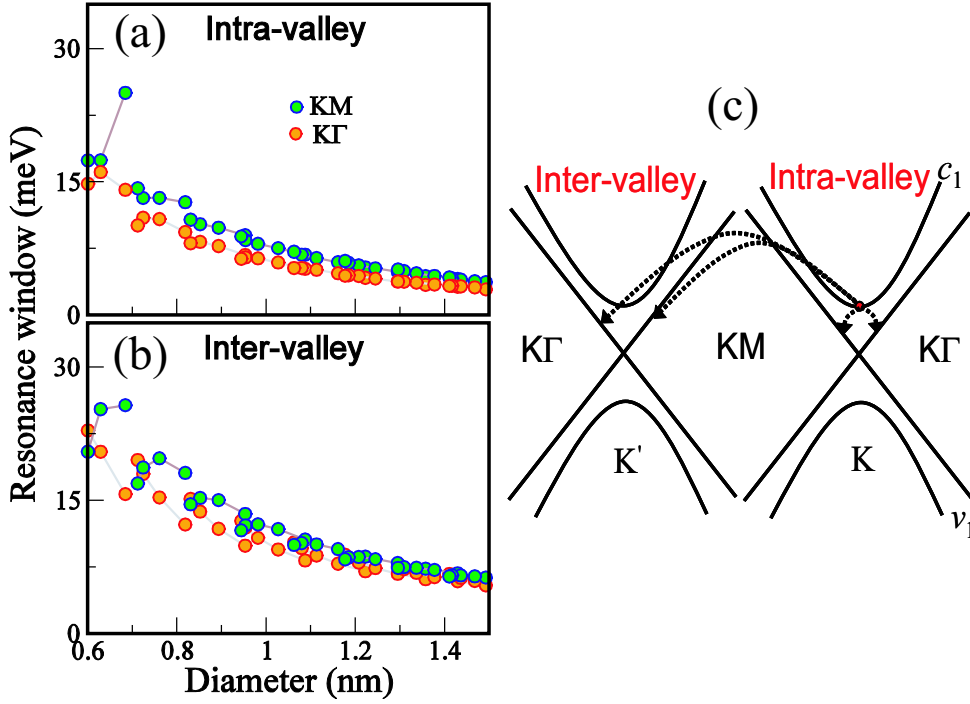 (a) Intra-valley
30
KM
KΓ
15
0
Resonance window (meV)
(b) Inter-valley
30
15
0
0.6 0.8 1 1.2 1.4
Diameter (nm)
(c)
Inter-valley Intra-valley c1
KΓ KM KΓ
K' K
v1